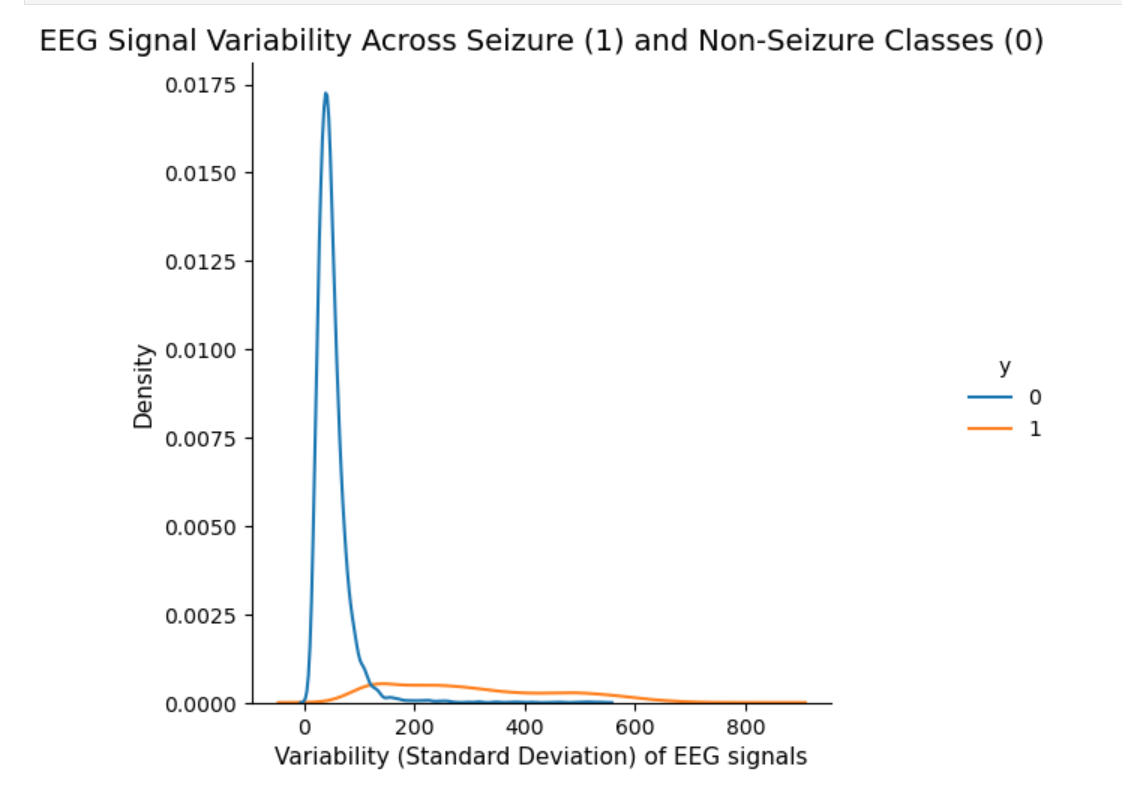 EEG Signal Variability Across Seizure (1) and Non-Seizure Classes (0)
0.0175
0.0150
0.0125
0.0100
0.0075
0.0050
0.0025
0.0000
Density
0 200 400 600 800
Variability (Standard Deviation) of EEG signals
y
0
1